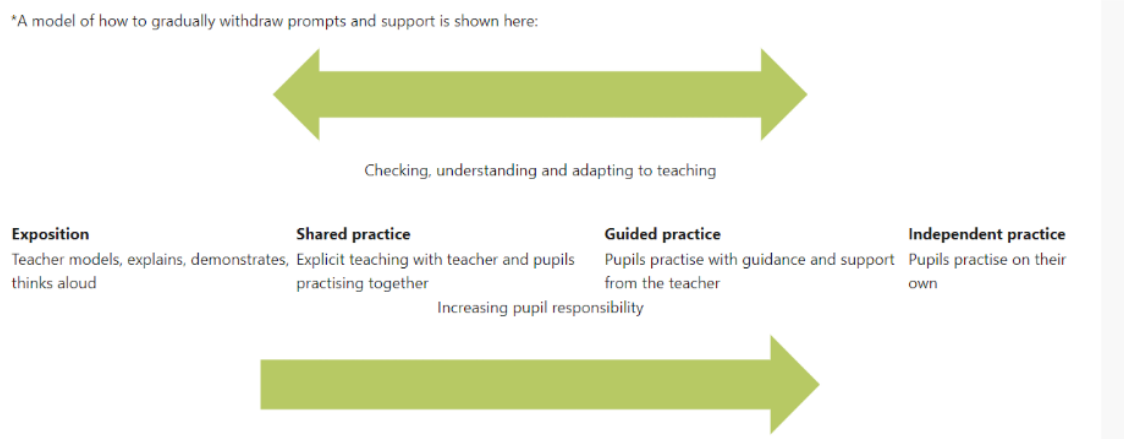 *A model of how to gradually withdraw prompts and support is shown here:
Checking, understanding and adapting to teaching
Exposition
Teacher models, explains, demonstrates,
thinks aloud
Shared practice
Explicit teaching with teacher and pupils
practising together
Guided practice
Pupils practise with guidance and support
from the teacher
Independent practice
Pupils practise on their
own
Increasing pupil responsibility